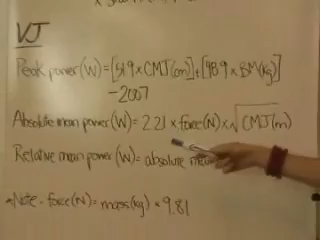 VJ
Peak power (W) = [51.9 x CMJ (cm)] + [48.9 x BM (kg)]
- 2007
Absolute mean power (W) = 2.21 x force (N) x √CMJ (m)
Relative mean power (W) = absolute mean
*Note - force (N) = mass (kg) x 9.81